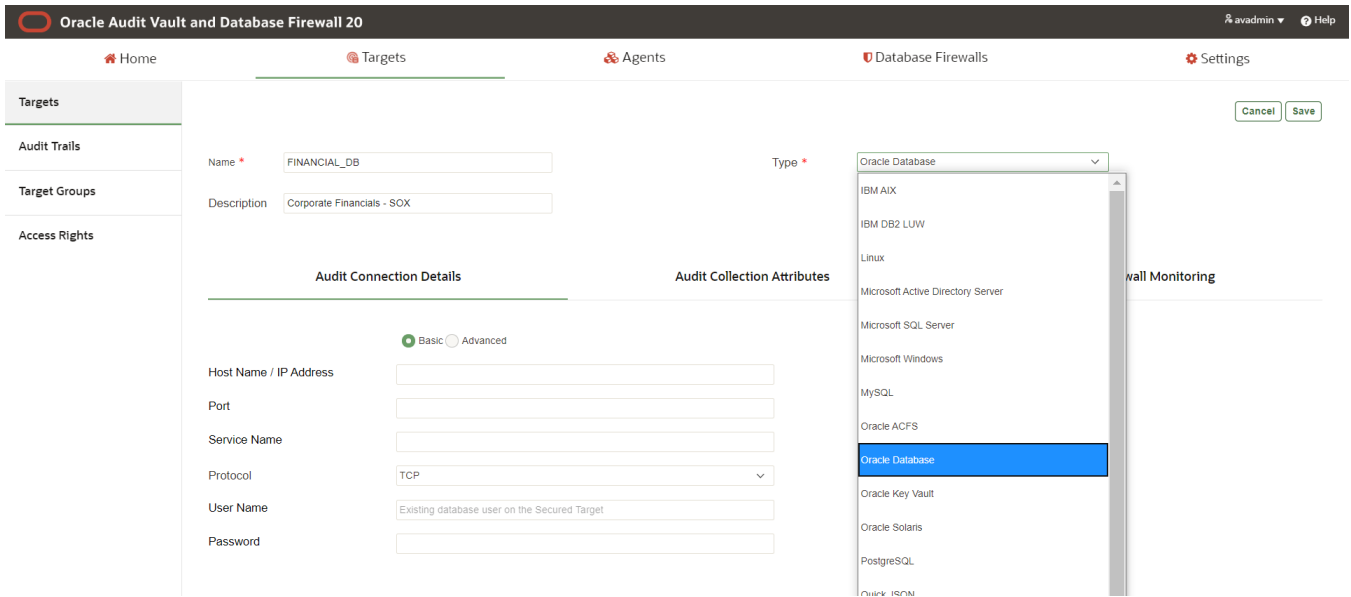 Oracle Audit Vault and Database Firewall 20
avadmin
Help
Home
Targets
Agents
Database Firewalls
Settings
Targets
Audit Trails
Target Groups
Access Rights
Cancel
Save
Name *
FINANCIAL_DB
Type *
Oracle Database
Description
Corporate Financials - SOX
IBM AIX
IBM DB2 LUW
Linux
Microsoft Active Directory Server
Microsoft SQL Server
Microsoft Windows
MySQL
Oracle ACFS
Oracle Database
Oracle Key Vault
Oracle Solaris
PostgreSQL
Quick JSON
Audit Connection Details
Audit Collection Attributes
wall Monitoring
Basic
Advanced
Host Name / IP Address
Port
Service Name
Protocol
TCP
User Name
Existing database user on the Secured Target
Password